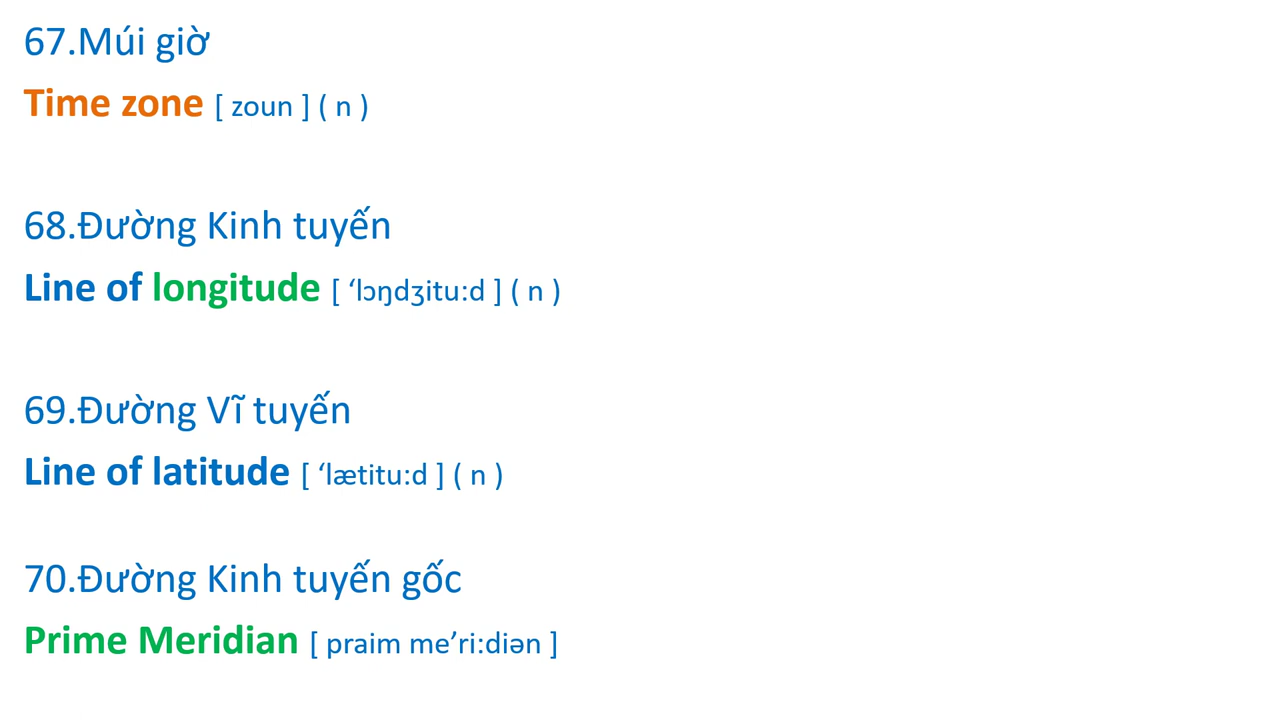 67.Múi giờ
Time zone [ zoun ] ( n )
68.Đường Kinh tuyến
Line of longitude [ ‘lɔŋdʒitu:d ] ( n )
69.Đường Vĩ tuyến
Line of latitude [ ‘lætitu:d ] ( n )
70.Đường Kinh tuyến gốc
Prime Meridian [ praim me’ri:diən ]